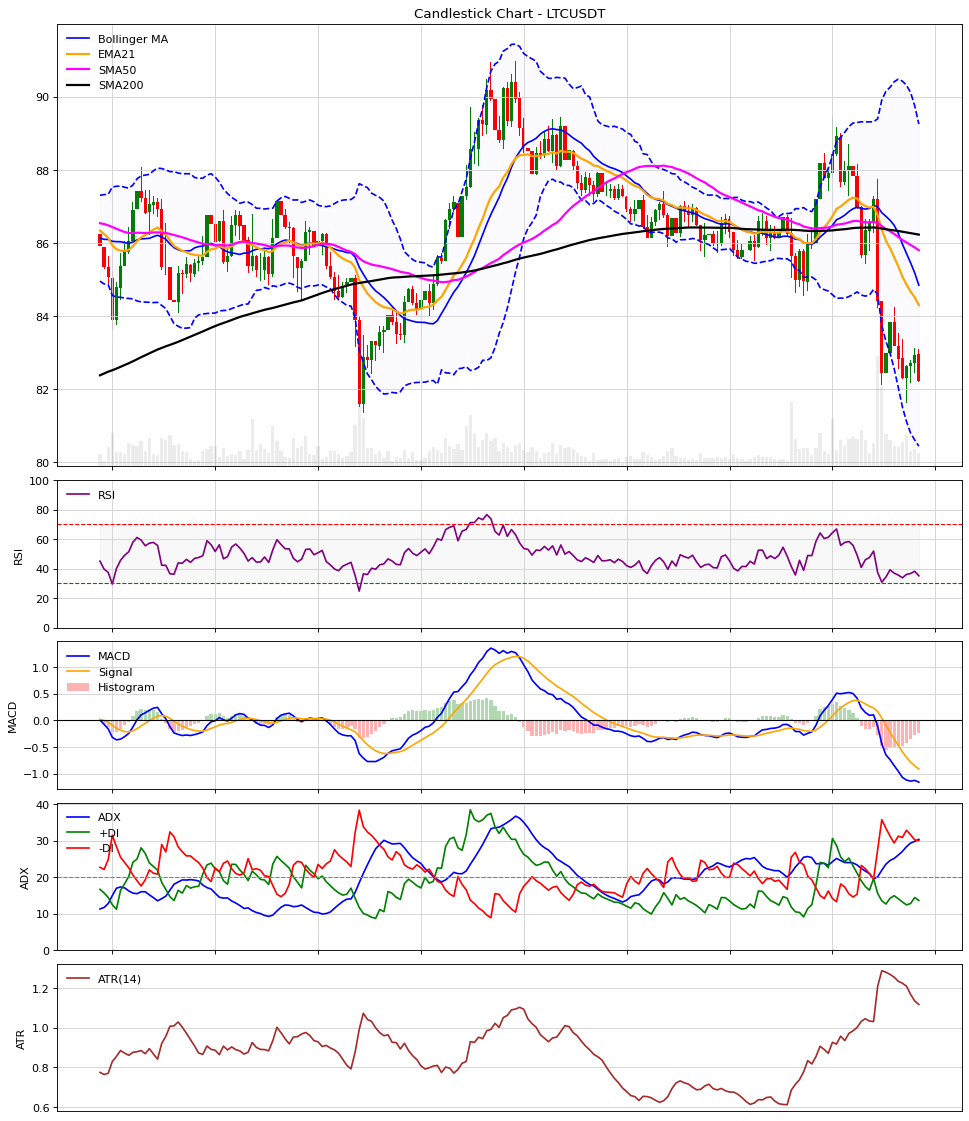 Candlestick Chart - LTCUSDT
Bollinger MA
EMA21
SMA50
SMA200
90
88
86
84
82
80
RSI
RSI
100
80
60
40
20
0
MACD
Signal
Histogram
MACD
1.0
0.5
0.0
−0.5
−1.0
ADX
+DI
-DI
ADX
40
30
20
10
0
ATR(14)
ATR
1.2
1.0
0.8
0.6